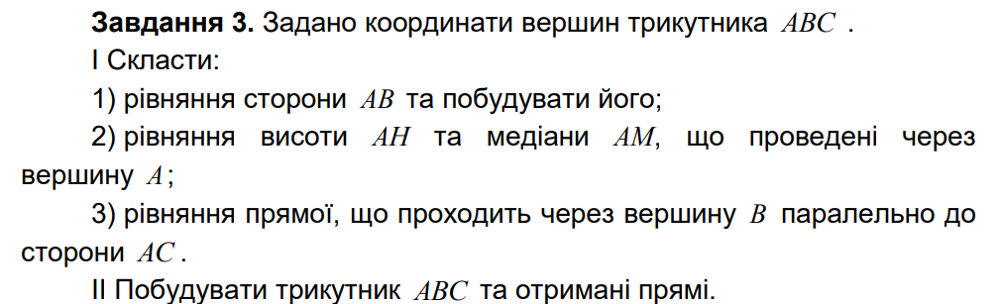 Завдання 3. Задано координати вершин трикутника ABC .
I Скласти:
1) рівняння сторони AB та побудувати його;
2) рівняння висоти AH та медіани AM, що проведені через
вершину A;
3) рівняння прямої, що проходить через вершину B паралельно до
сторони AC .
II Побудувати трикутник ABC та отримані прямі.